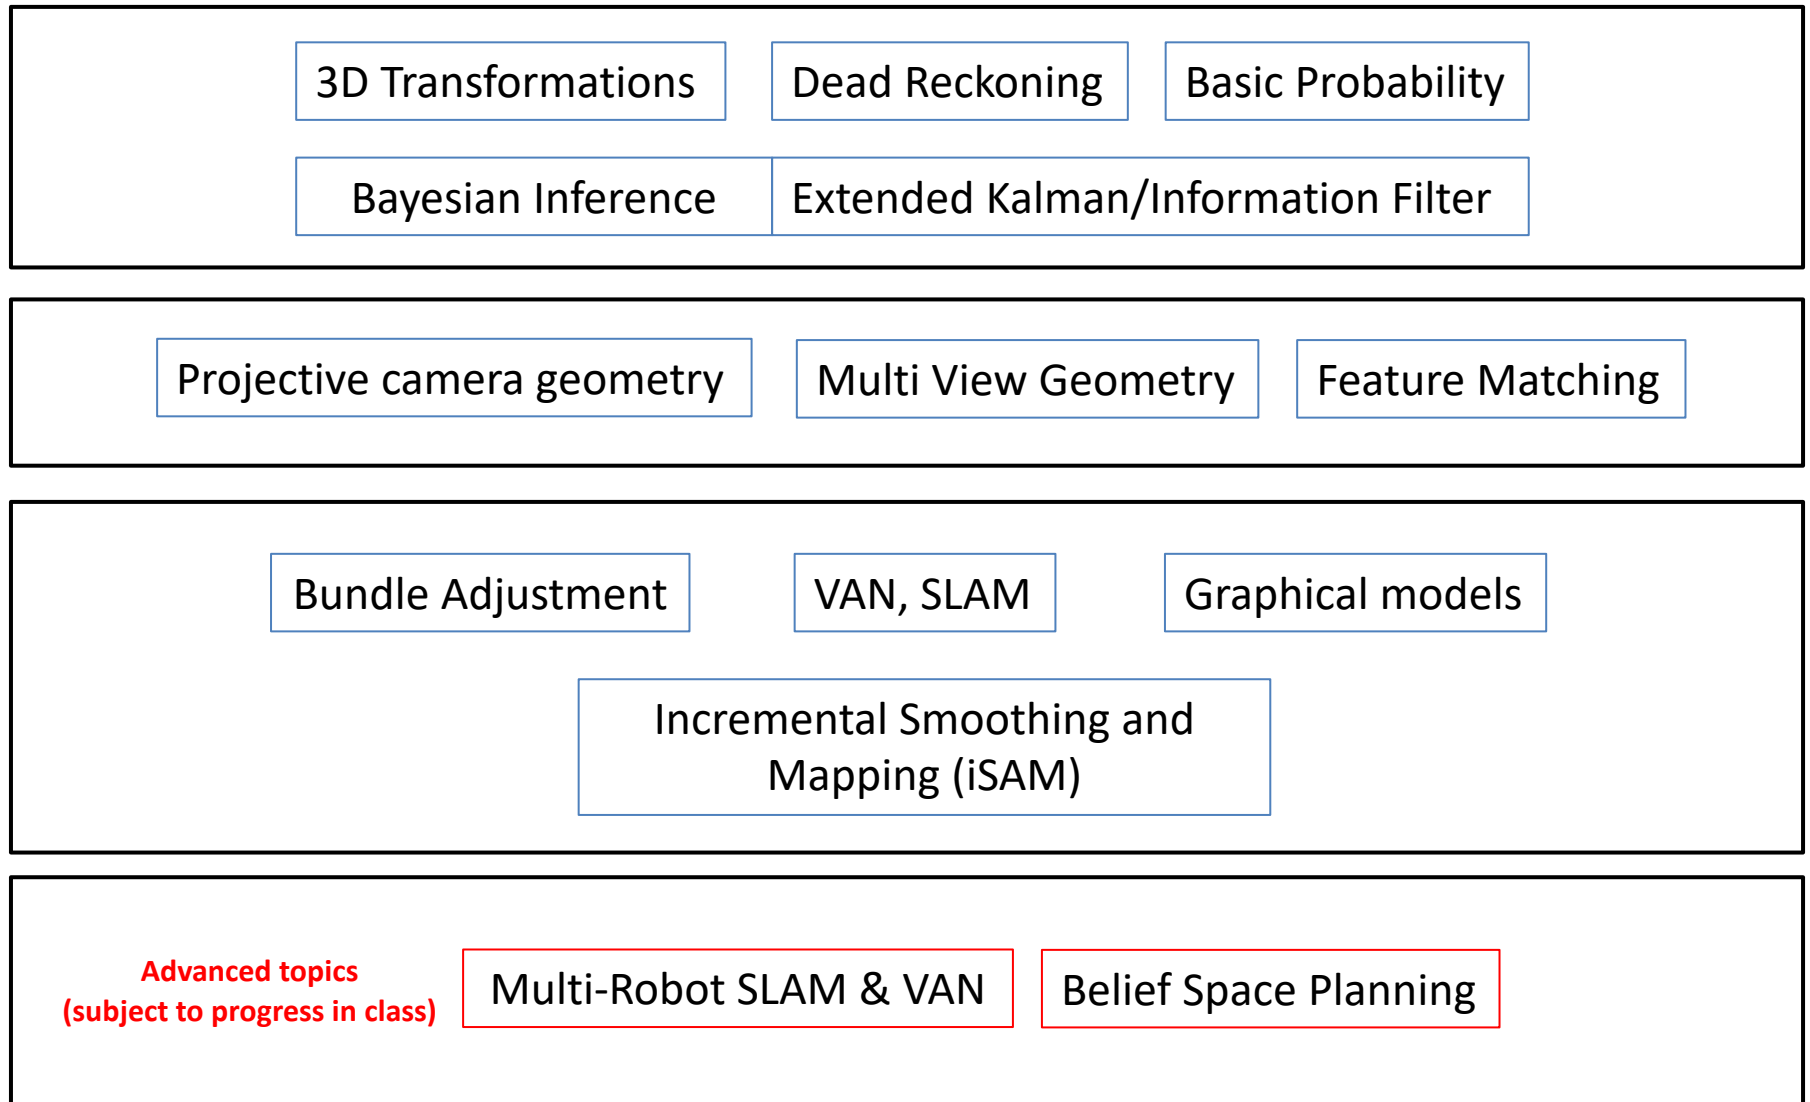 3D Transformations
Dead Reckoning
Basic Probability
Bayesian Inference
Extended Kalman/Information Filter
Projective camera geometry
Multi View Geometry
Feature Matching
Bundle Adjustment
VAN, SLAM
Graphical models
Incremental Smoothing and
Mapping (iSAM)
Advanced topics
(subject to progress in class)
Multi-Robot SLAM & VAN
Belief Space Planning